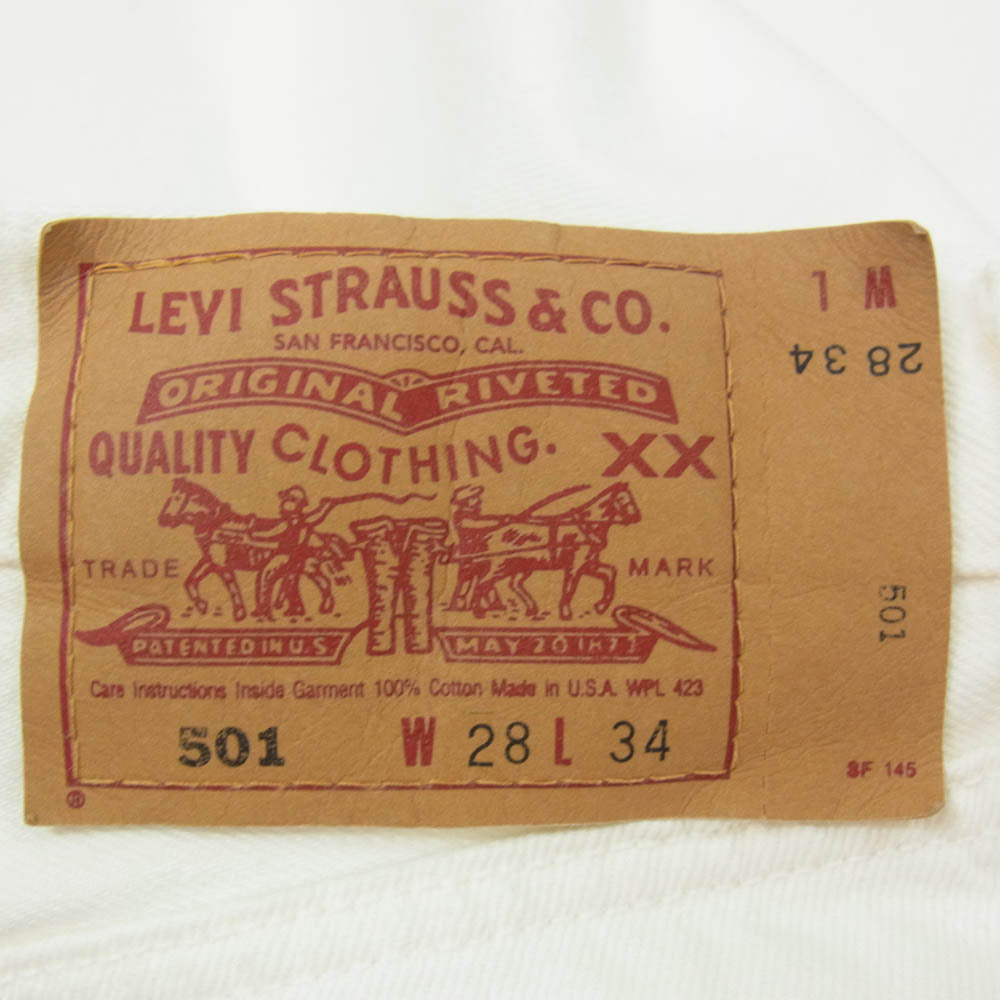 LEVI STRAUSS & CO.
SAN FRANCISCO, CAL.
ORIGINAL RIVETED
QUALITY CLOTHING. XX
TRADE MARK
PATENTED IN U.S. MAY 20 1873
Care Instructions Inside Garment 100% Cotton Made in U.S.A. WPL 423
501 W 28 L 34
®
W L
28 34
501
SF 145